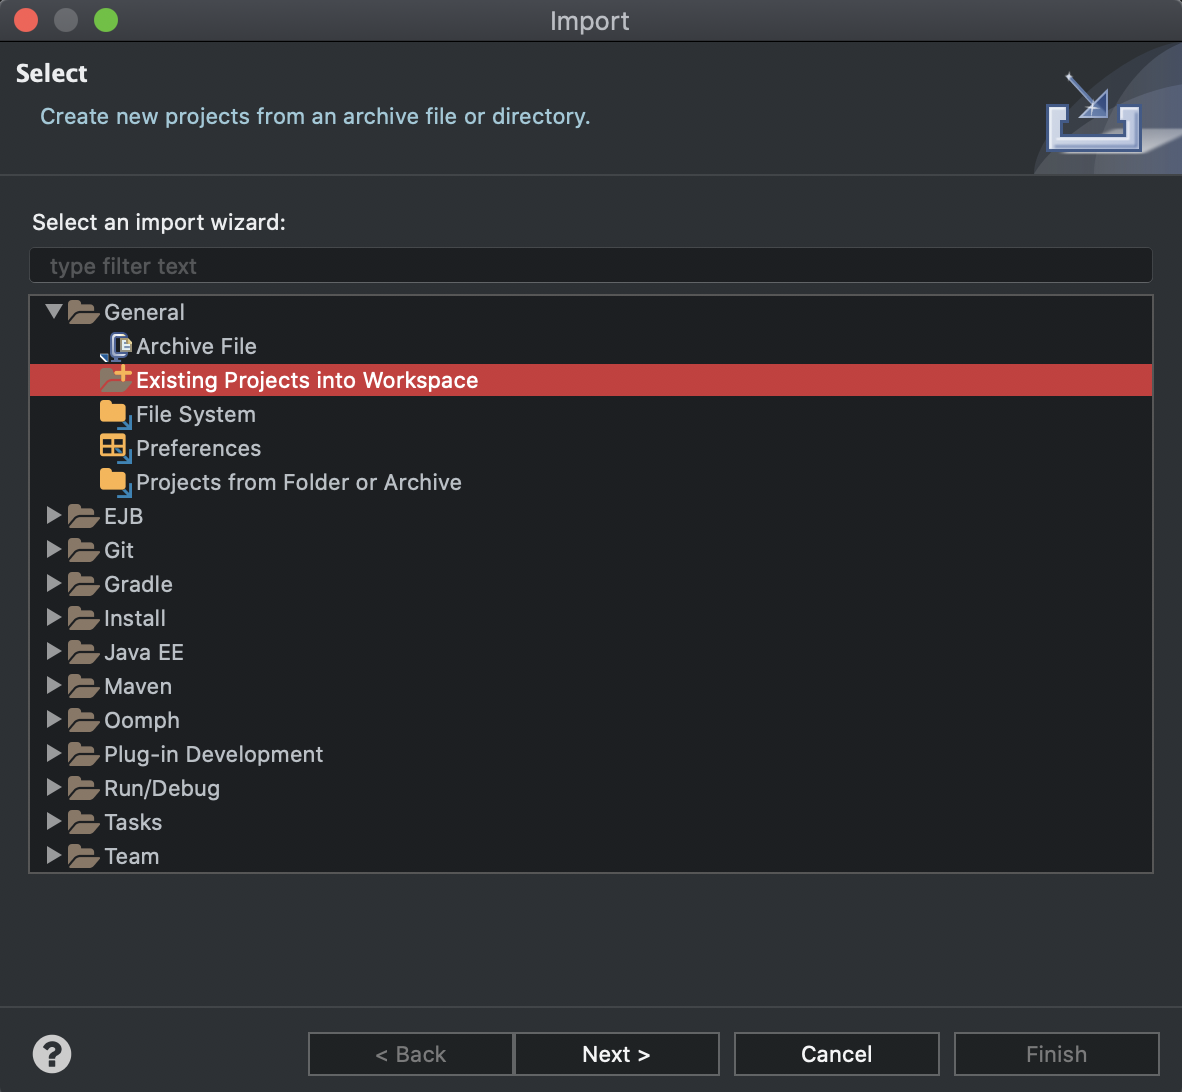 Import
Select
Create new projects from an archive file or directory.
Select an import wizard:
type filter text
General
Archive File
Existing Projects into Workspace
File System
Preferences
Projects from Folder or Archive
EJB
Git
Gradle
Install
Java EE
Maven
Oomph
Plug-in Development
Run/Debug
Tasks
Team
? < Back Next > Cancel Finish